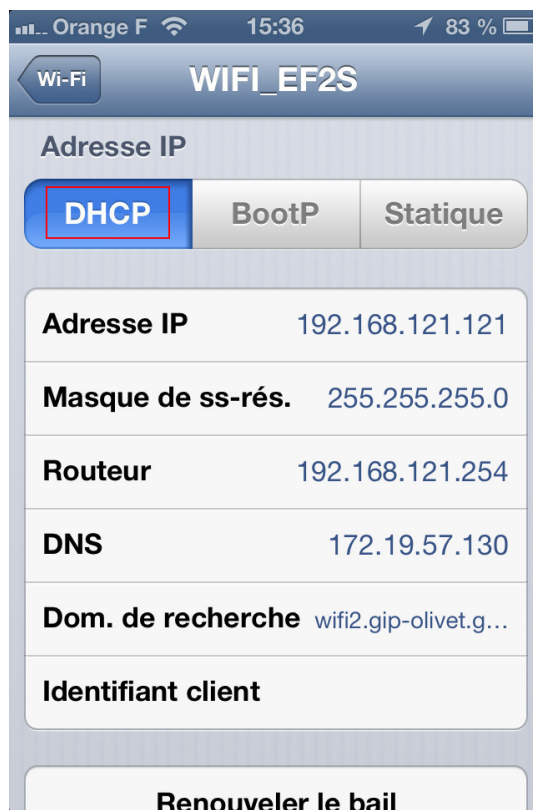 Orange F 15:36 83 %
Wi-Fi WIFI_EF2S
Adresse IP
DHCP BootP Statique
Adresse IP 192.168.121.121
Masque de ss-rés. 255.255.255.0
Routeur 192.168.121.254
DNS 172.19.57.130
Dom. de recherche wifi2.gip-olivet.g...
Identifiant client
Renouveler le bail